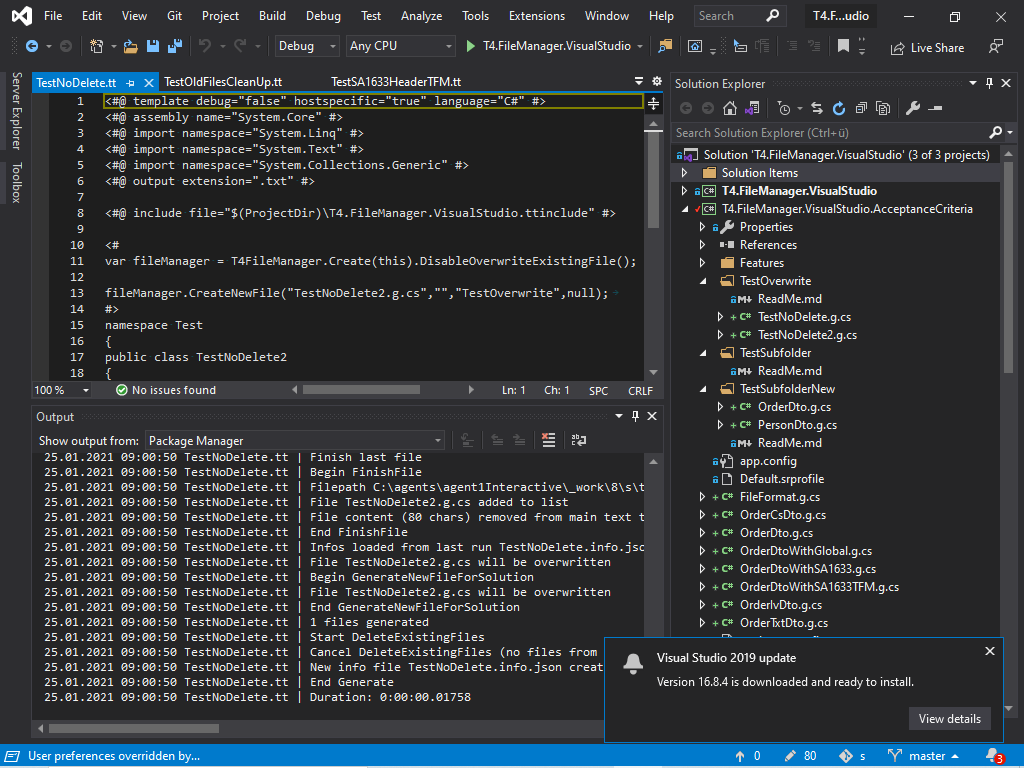 File Edit View Git Project Build Debug Test Analyze Tools Extensions Window Help Search T4.F...udio
Debug Any CPU T4.FileManager.VisualStudio Live Share
Server Explorer
Toolbox
TestNoDelete.tt TestOldFilesCleanUp.tt TestSA1633HeaderTFM.tt
1 <#@ template debug="false" hostspecific="true" language="C#" #>
2 <#@ assembly name="System.Core" #>
3 <#@ import namespace="System.Linq" #>
4 <#@ import namespace="System.Text" #>
5 <#@ import namespace="System.Collections.Generic" #>
6 <#@ output extension=".txt" #>
7
8 <#@ include file="$(ProjectDir)\T4.FileManager.VisualStudio.ttinclude" #>
9
10 <#
11 var fileManager = T4FileManager.Create(this).DisableOverwriteExistingFile();
12
13 fileManager.CreateNewFile("TestNoDelete2.g.cs","","TestOverwrite",null);
14 #>
15 namespace Test
16 {
17 public class TestNoDelete2
18 {
100 % No issues found Ln: 1 Ch: 1 SPC CRLF
Output
Show output from: Package Manager
25.01.2021 09:00:50 TestNoDelete.tt | Finish last file
25.01.2021 09:00:50 TestNoDelete.tt | Begin FinishFile
25.01.2021 09:00:50 TestNoDelete.tt | Filepath C:\agents\agent1Interactive\_work\8\s\t
25.01.2021 09:00:50 TestNoDelete.tt | File TestNoDelete2.g.cs added to list
25.01.2021 09:00:50 TestNoDelete.tt | File content (80 chars) removed from main text t
25.01.2021 09:00:50 TestNoDelete.tt | End FinishFile
25.01.2021 09:00:50 TestNoDelete.tt | Infos loaded from last run TestNoDelete.info.jso
25.01.2021 09:00:50 TestNoDelete.tt | File TestNoDelete2.g.cs will be overwritten
25.01.2021 09:00:50 TestNoDelete.tt | Begin GenerateNewFileForSolution
25.01.2021 09:00:50 TestNoDelete.tt | File TestNoDelete2.g.cs will be overwritten
25.01.2021 09:00:50 TestNoDelete.tt | End GenerateNewFileForSolution
25.01.2021 09:00:50 TestNoDelete.tt | 1 files generated
25.01.2021 09:00:50 TestNoDelete.tt | Start DeleteExistingFiles
25.01.2021 09:00:50 TestNoDelete.tt | Cancel DeleteExistingFiles (no files from
25.01.2021 09:00:50 TestNoDelete.tt | New info file TestNoDelete.info.json creat
25.01.2021 09:00:50 TestNoDelete.tt | End Generate
25.01.2021 09:00:50 TestNoDelete.tt | Duration: 0:00:00.01758
Solution Explorer
Search Solution Explorer (Ctrl+ü)
Solution 'T4.FileManager.VisualStudio' (3 of 3 projects)
Solution Items
C# T4.FileManager.VisualStudio
C# T4.FileManager.VisualStudio.AcceptanceCriteria
Properties
References
Features
TestOverwrite
M+ ReadMe.md
+ C# TestNoDelete.g.cs
+ C# TestNoDelete2.g.cs
TestSubfolder
M+ ReadMe.md
TestSubfolderNew
+ C# OrderDto.g.cs
+ C# PersonDto.g.cs
M+ ReadMe.md
app.config
Default.srprofile
+ C# FileFormat.g.cs
+ C# OrderCsDto.g.cs
+ C# OrderDto.g.cs
+ C# OrderDtoWithGlobal.g.cs
+ C# OrderDtoWithSA1633.g.cs
+ C# OrderDtoWithSA1633TFM.g.cs
+ C# OrderIvDto.g.cs
+ C# OrderTxtDto.g.cs
Visual Studio 2019 update
Version 16.8.4 is downloaded and ready to install.
View details
User preferences overridden by... 0 80 s master 3